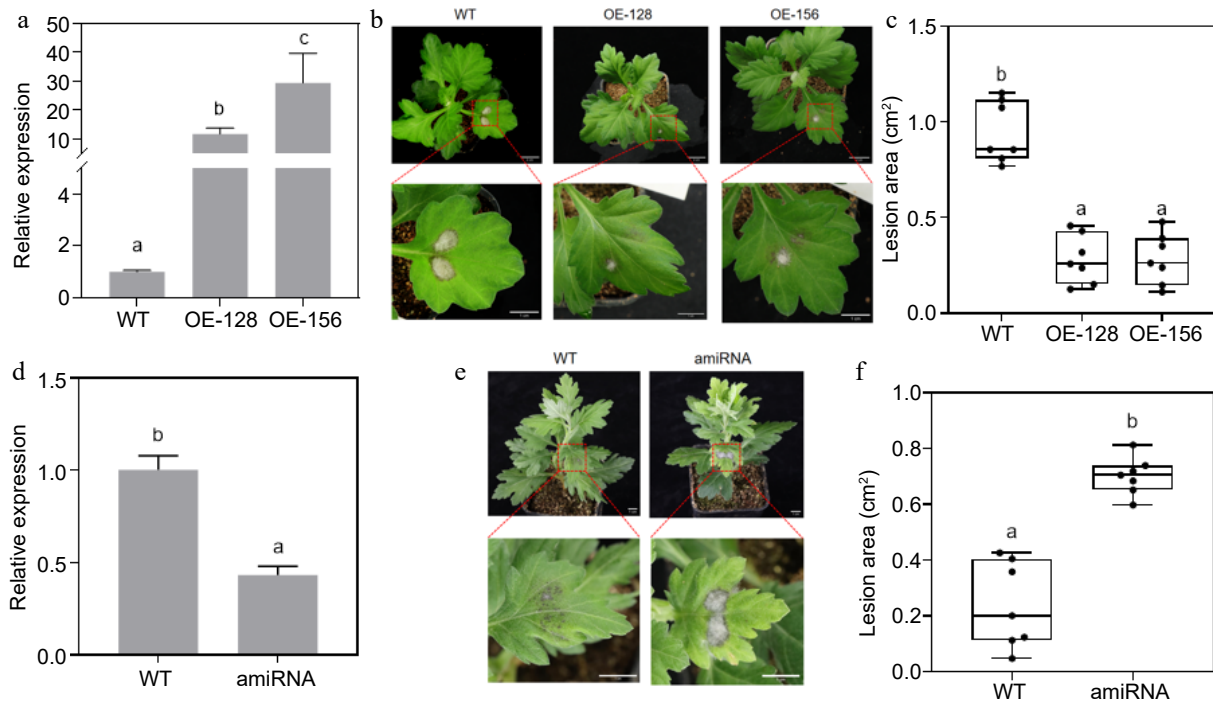 a
Relative expression
50
40
30
20
10
4
2
0
a
b
c
WT
OE-128
OE-156
b
WT
OE-128
OE-156
c
Lesion area (cm²)
1.5
1.0
0.5
0.0
b
a
a
WT
OE-128
OE-156
d
Relative expression
1.5
1.0
0.5
0.0
b
a
WT
amiRNA
e
WT
amiRNA
f
Lesion area (cm²)
1.0
0.8
0.6
0.4
0.2
0.0
a
b
WT
amiRNA